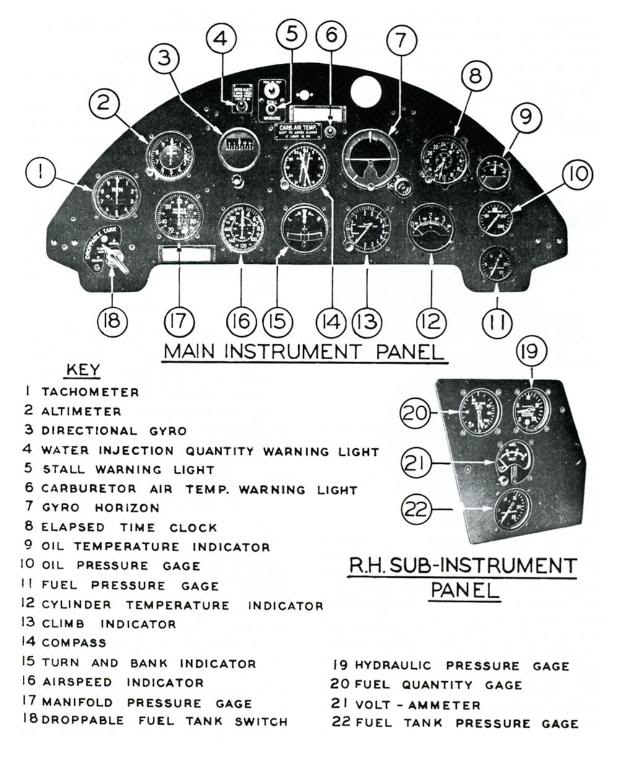 4
5
6
7
3
8
2
9
1
10
WARNING
CARB. AIR TEMP.
DROPPABLE TANK
18
17
16
15
14
13
12
11
MAIN INSTRUMENT PANEL
KEY
1 TACHOMETER
2 ALTIMETER
3 DIRECTIONAL GYRO
4 WATER INJECTION QUANTITY WARNING LIGHT
5 STALL WARNING LIGHT
6 CARBURETOR AIR TEMP. WARNING LIGHT
7 GYRO HORIZON
8 ELAPSED TIME CLOCK
9 OIL TEMPERATURE INDICATOR
10 OIL PRESSURE GAGE
11 FUEL PRESSURE GAGE
12 CYLINDER TEMPERATURE INDICATOR
13 CLIMB INDICATOR
14 COMPASS
15 TURN AND BANK INDICATOR
16 AIRSPEED INDICATOR
17 MANIFOLD PRESSURE GAGE
18 DROPPABLE FUEL TANK SWITCH
19
20
21
22
R.H. SUB-INSTRUMENT
PANEL
19 HYDRAULIC PRESSURE GAGE
20 FUEL QUANTITY GAGE
21 VOLT - AMMETER
22 FUEL TANK PRESSURE GAGE